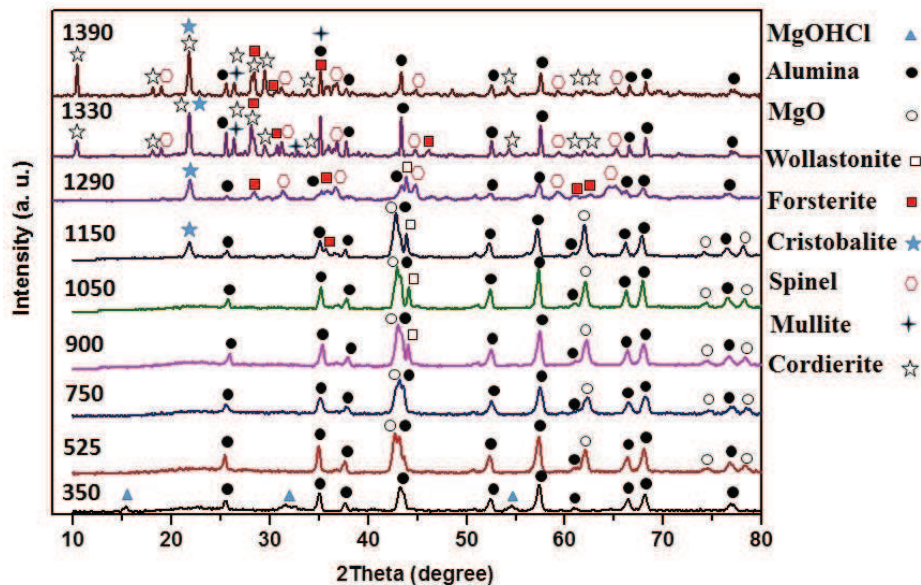 1390
1330
1290
1150
1050
900
750
525
350
Intensity (a. u.)
10 20 30 40 50 60 70 80
2Theta (degree)
MgOHCl
Alumina
MgO
Wollastonite
Forsterite
Cristobalite
Spinel
Mullite
Cordierite